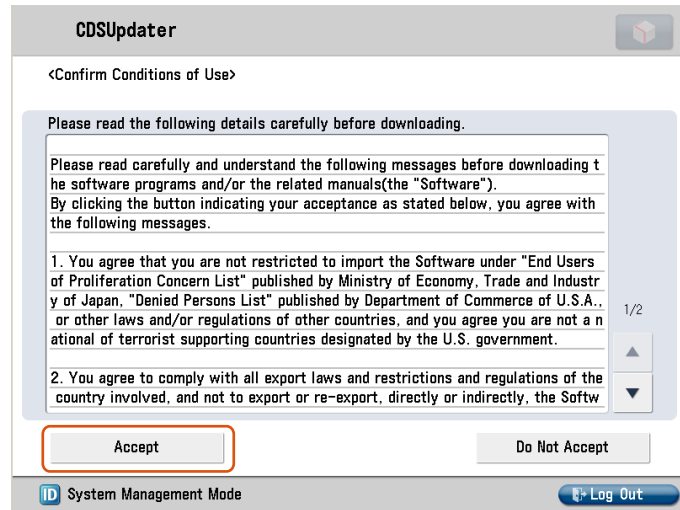 CDSUpdater
<Confirm Conditions of Use>
Please read the following details carefully before downloading.
Please read carefully and understand the following messages before downloading t
he software programs and/or the related manuals(the "Software").
By clicking the button indicating your acceptance as stated below, you agree with
the following messages.
1. You agree that you are not restricted to import the Software under "End Users
of Proliferation Concern List" published by Ministry of Economy, Trade and Industr
y of Japan, "Denied Persons List" published by Department of Commerce of U.S.A.,
or other laws and/or regulations of other countries, and you agree you are not a n
ational of terrorist supporting countries designated by the U.S. government.
2. You agree to comply with all export laws and restrictions and regulations of the
country involved, and not to export or re-export, directly or indirectly, the Softw
1/2
Accept
Do Not Accept
ID System Management Mode
Log Out